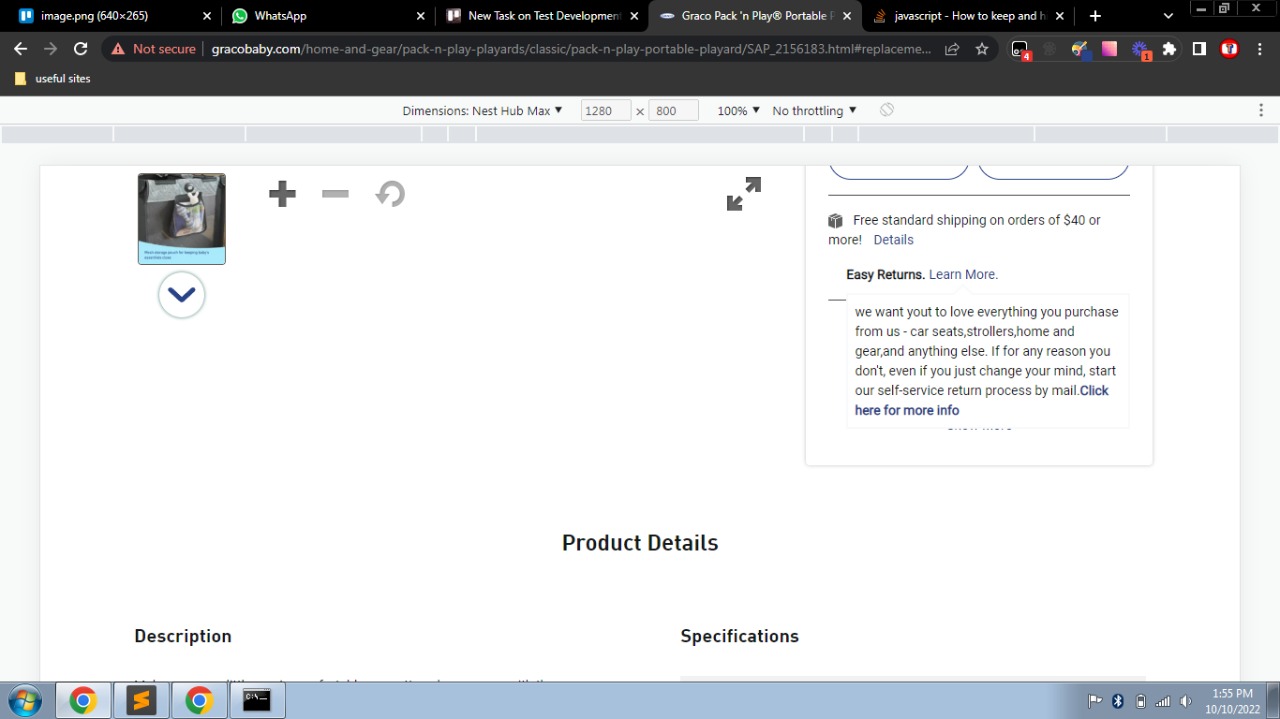 image.png (640×265)
WhatsApp
New Task on Test Development
Graco Pack 'n Play® Portable P
javascript - How to keep and h
Not secure
gracobaby.com/home-and-gear/pack-n-play-playards/classic/pack-n-play-portable-playard/SAP_2156183.html#replaceme...
4
1
useful sites
Dimensions: Nest Hub Max ▼ 1280 × 800 100% ▼ No throttling ▼
Free standard shipping on orders of $40 or
more! Details
Easy Returns. Learn More.
we want yout to love everything you purchase
from us - car seats,strollers,home and
gear,and anything else. If for any reason you
don't, even if you just change your mind, start
our self-service return process by mail.Click
here for more info
Product Details
Description
Specifications
C:\
1:55 PM
10/10/2022